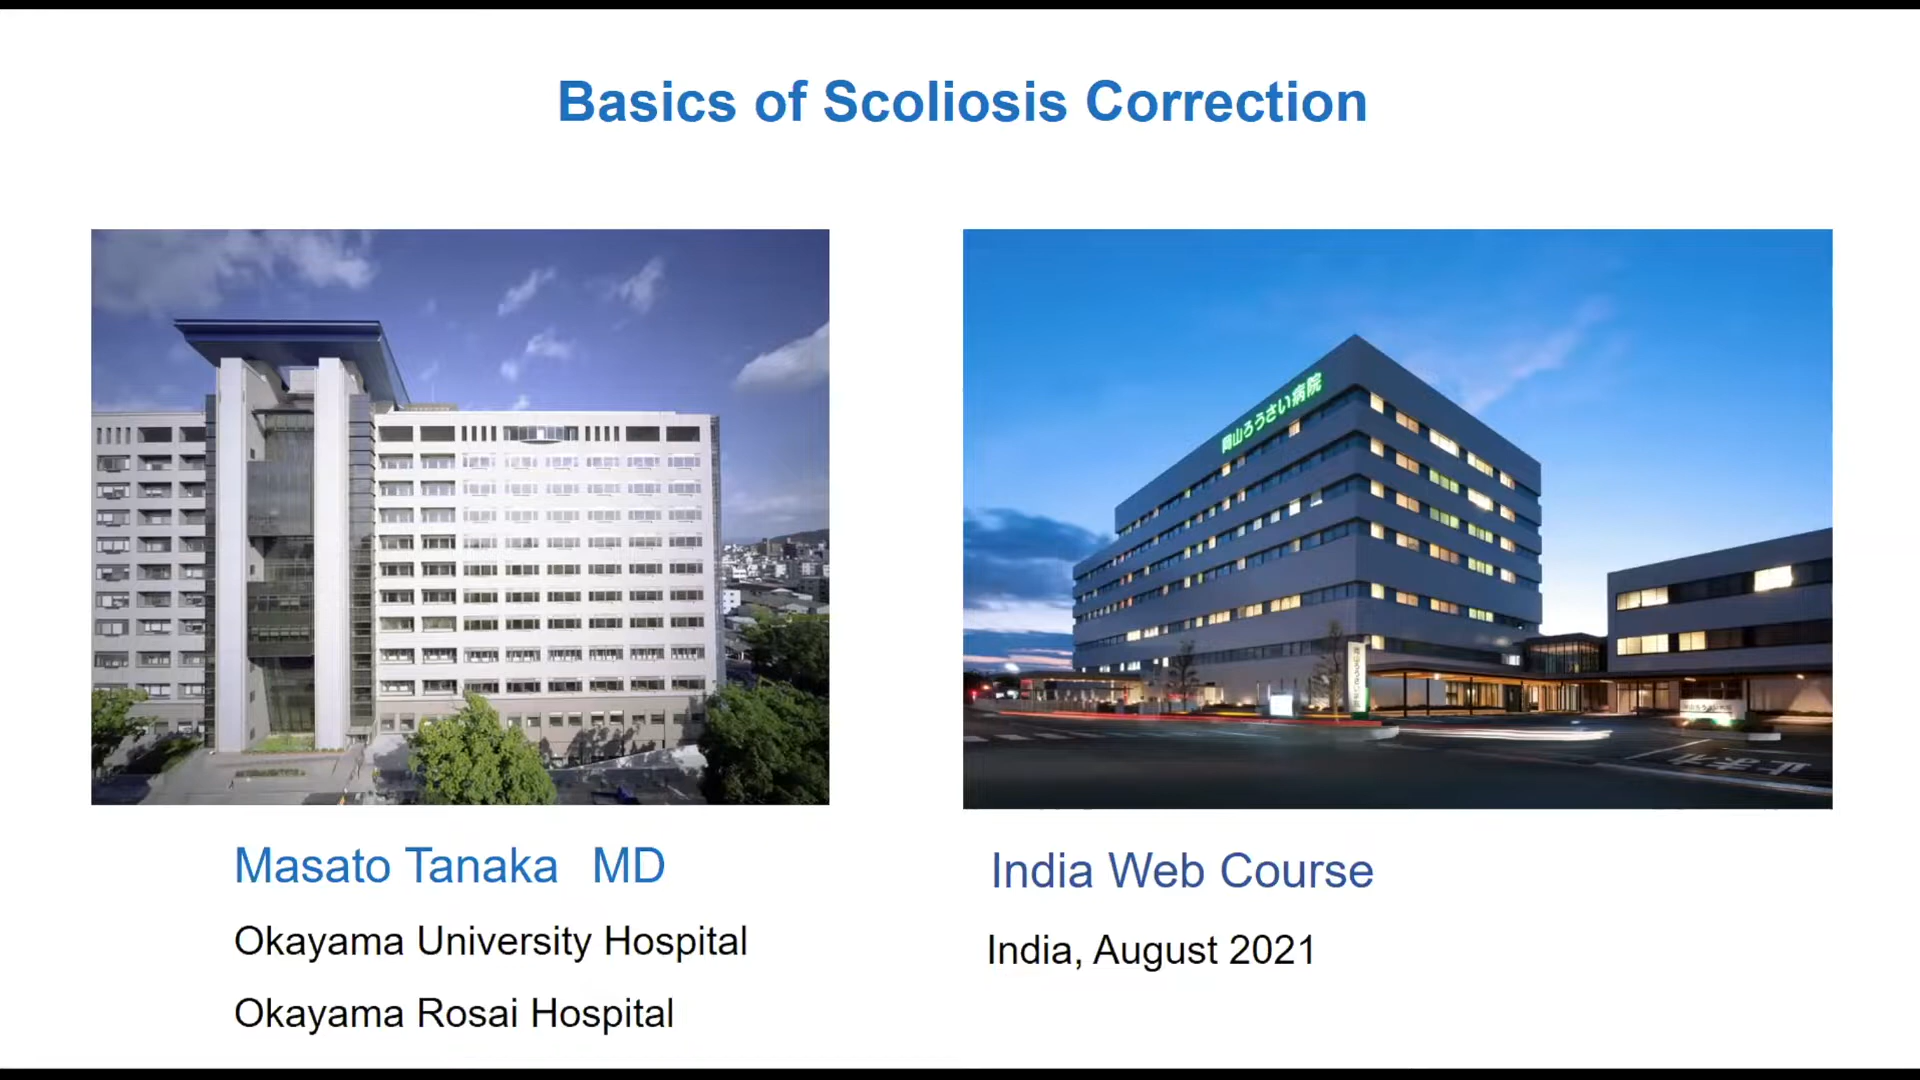 Basics of Scoliosis Correction
岡山ろうさい病院
Masato Tanaka MD
Okayama University Hospital
Okayama Rosai Hospital
India Web Course
India, August 2021